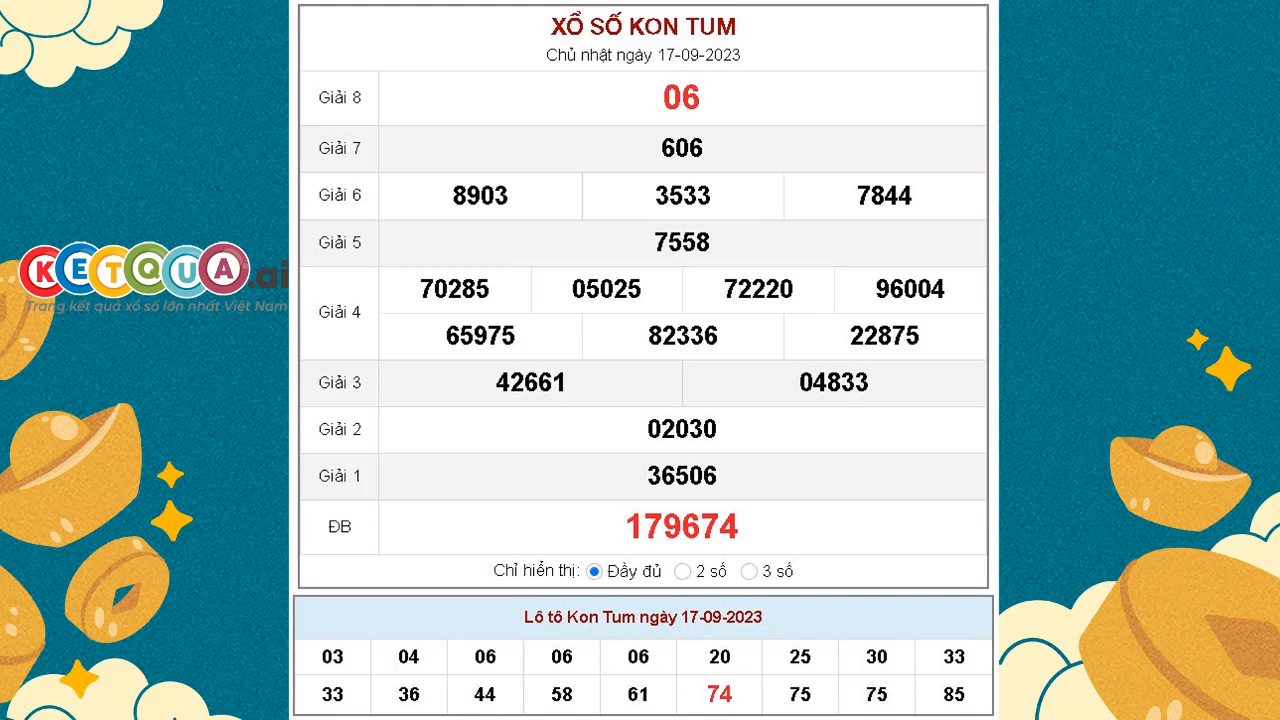 XỔ SỐ KON TUM
Chủ nhật ngày 17-09-2023
Giải 8 06
Giải 7 606
Giải 6 8903 3533 7844
Giải 5 7558
Giải 4 70285 05025 72220 96004
65975 82336 22875
Giải 3 42661 04833
Giải 2 02030
Giải 1 36506
ĐB 179674
Chỉ hiển thị: Đầy đủ 2 số 3 số
KETQUA.ai
Trang kết quả xổ số lớn nhất Việt Nam
Lô tô Kon Tum ngày 17-09-2023
03 04 06 06 06 20 25 30 33
33 36 44 58 61 74 75 75 85